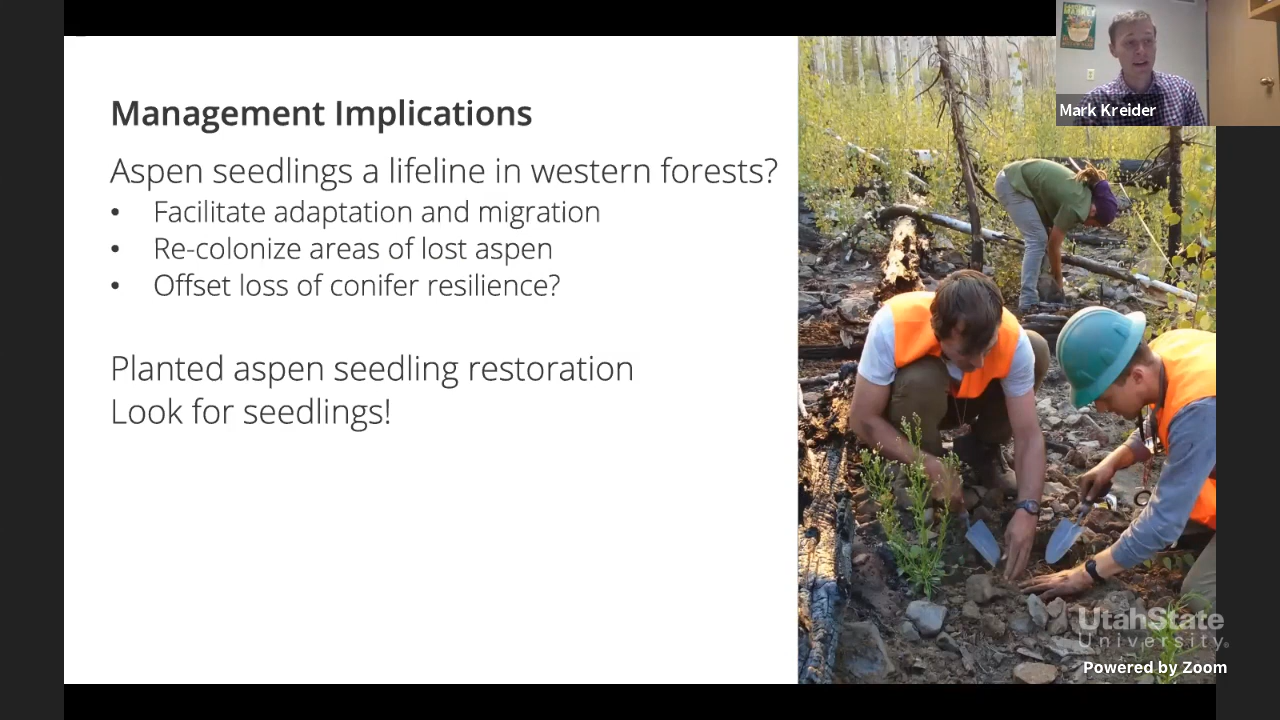 Management Implications
Aspen seedlings a lifeline in western forests?
• Facilitate adaptation and migration
• Re-colonize areas of lost aspen
• Offset loss of conifer resilience?
Planted aspen seedling restoration
Look for seedlings!
Mark Kreider
UtahState
University®
Powered by Zoom